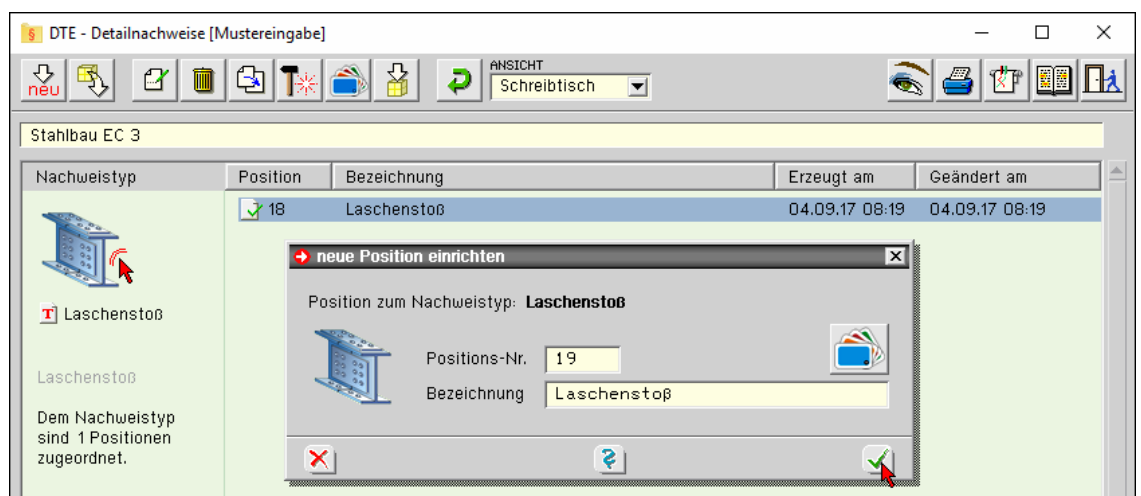 § DTE - Detailnachweise [Mustereingabe]
neu
ANSICHT
Schreibtisch
Stahlbau EC 3
Nachweistyp Position Bezeichnung Erzeugt am Geändert am
18 Laschenstoß 04.09.17 08:19 04.09.17 08:19
T Laschenstoß
Laschenstoß
Dem Nachweistyp
sind 1 Positionen
zugeordnet.
neue Position einrichten
Position zum Nachweistyp: Laschenstoß
Positions-Nr. 19
Bezeichnung Laschenstoß